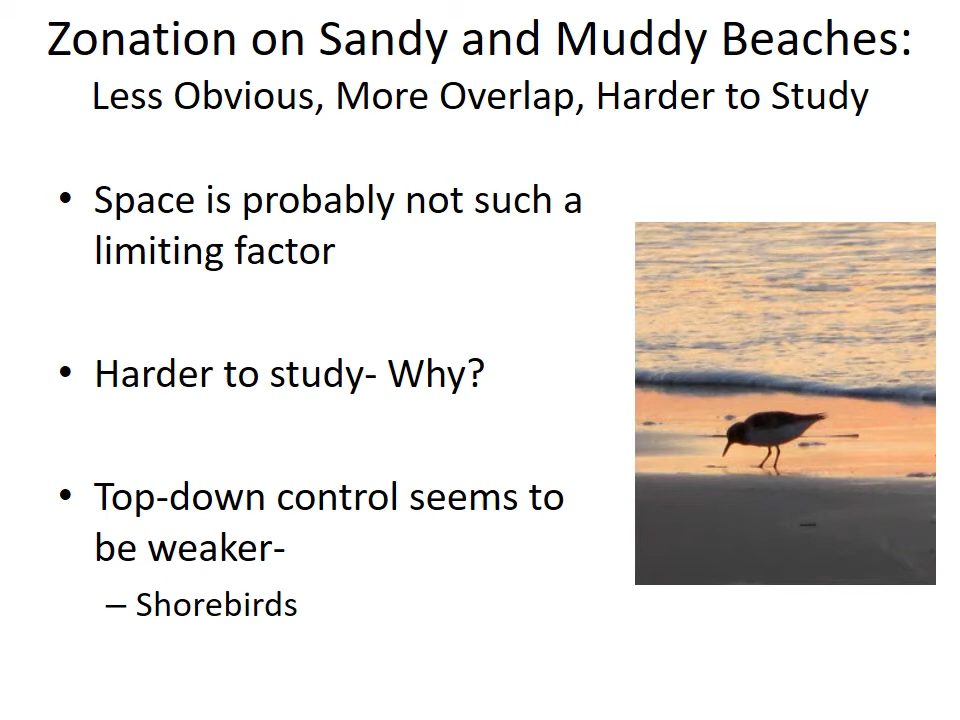 Zonation on Sandy and Muddy Beaches:
Less Obvious, More Overlap, Harder to Study
• Space is probably not such a
limiting factor
• Harder to study- Why?
• Top-down control seems to
be weaker-
– Shorebirds